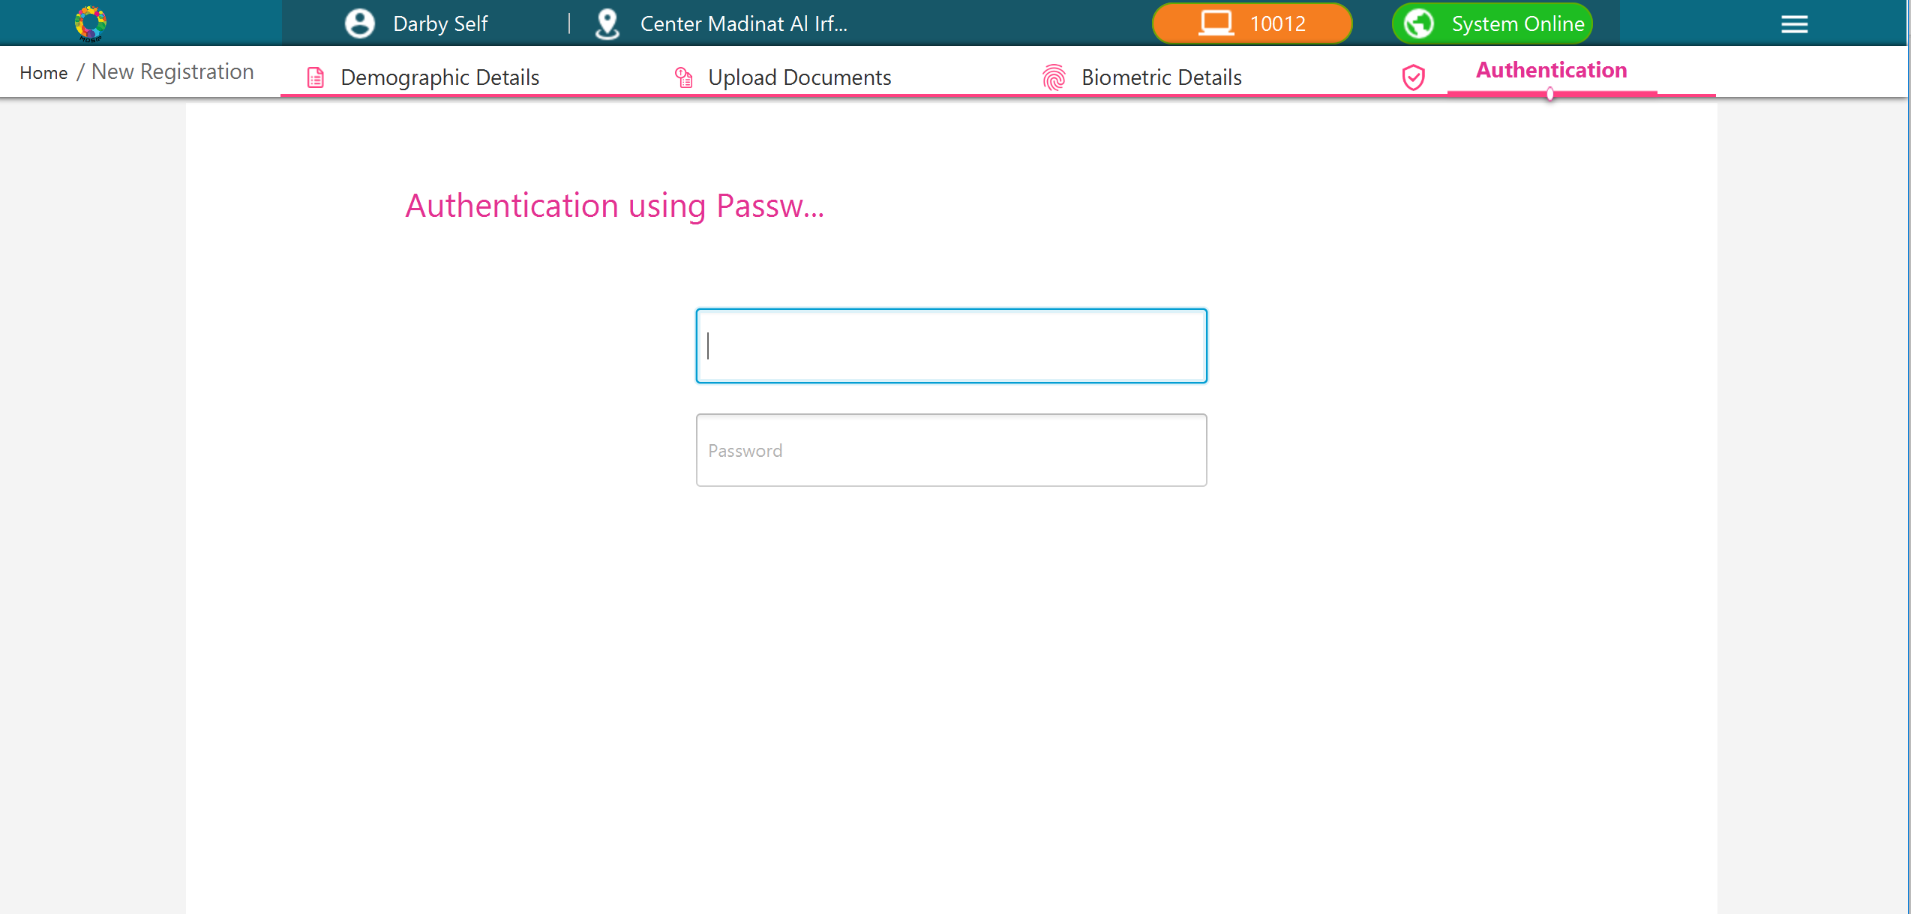 Darby Self | Center Madinat Al Irf... 10012 System Online
Home / New Registration Demographic Details Upload Documents Biometric Details Authentication
Authentication using Passw...
Password